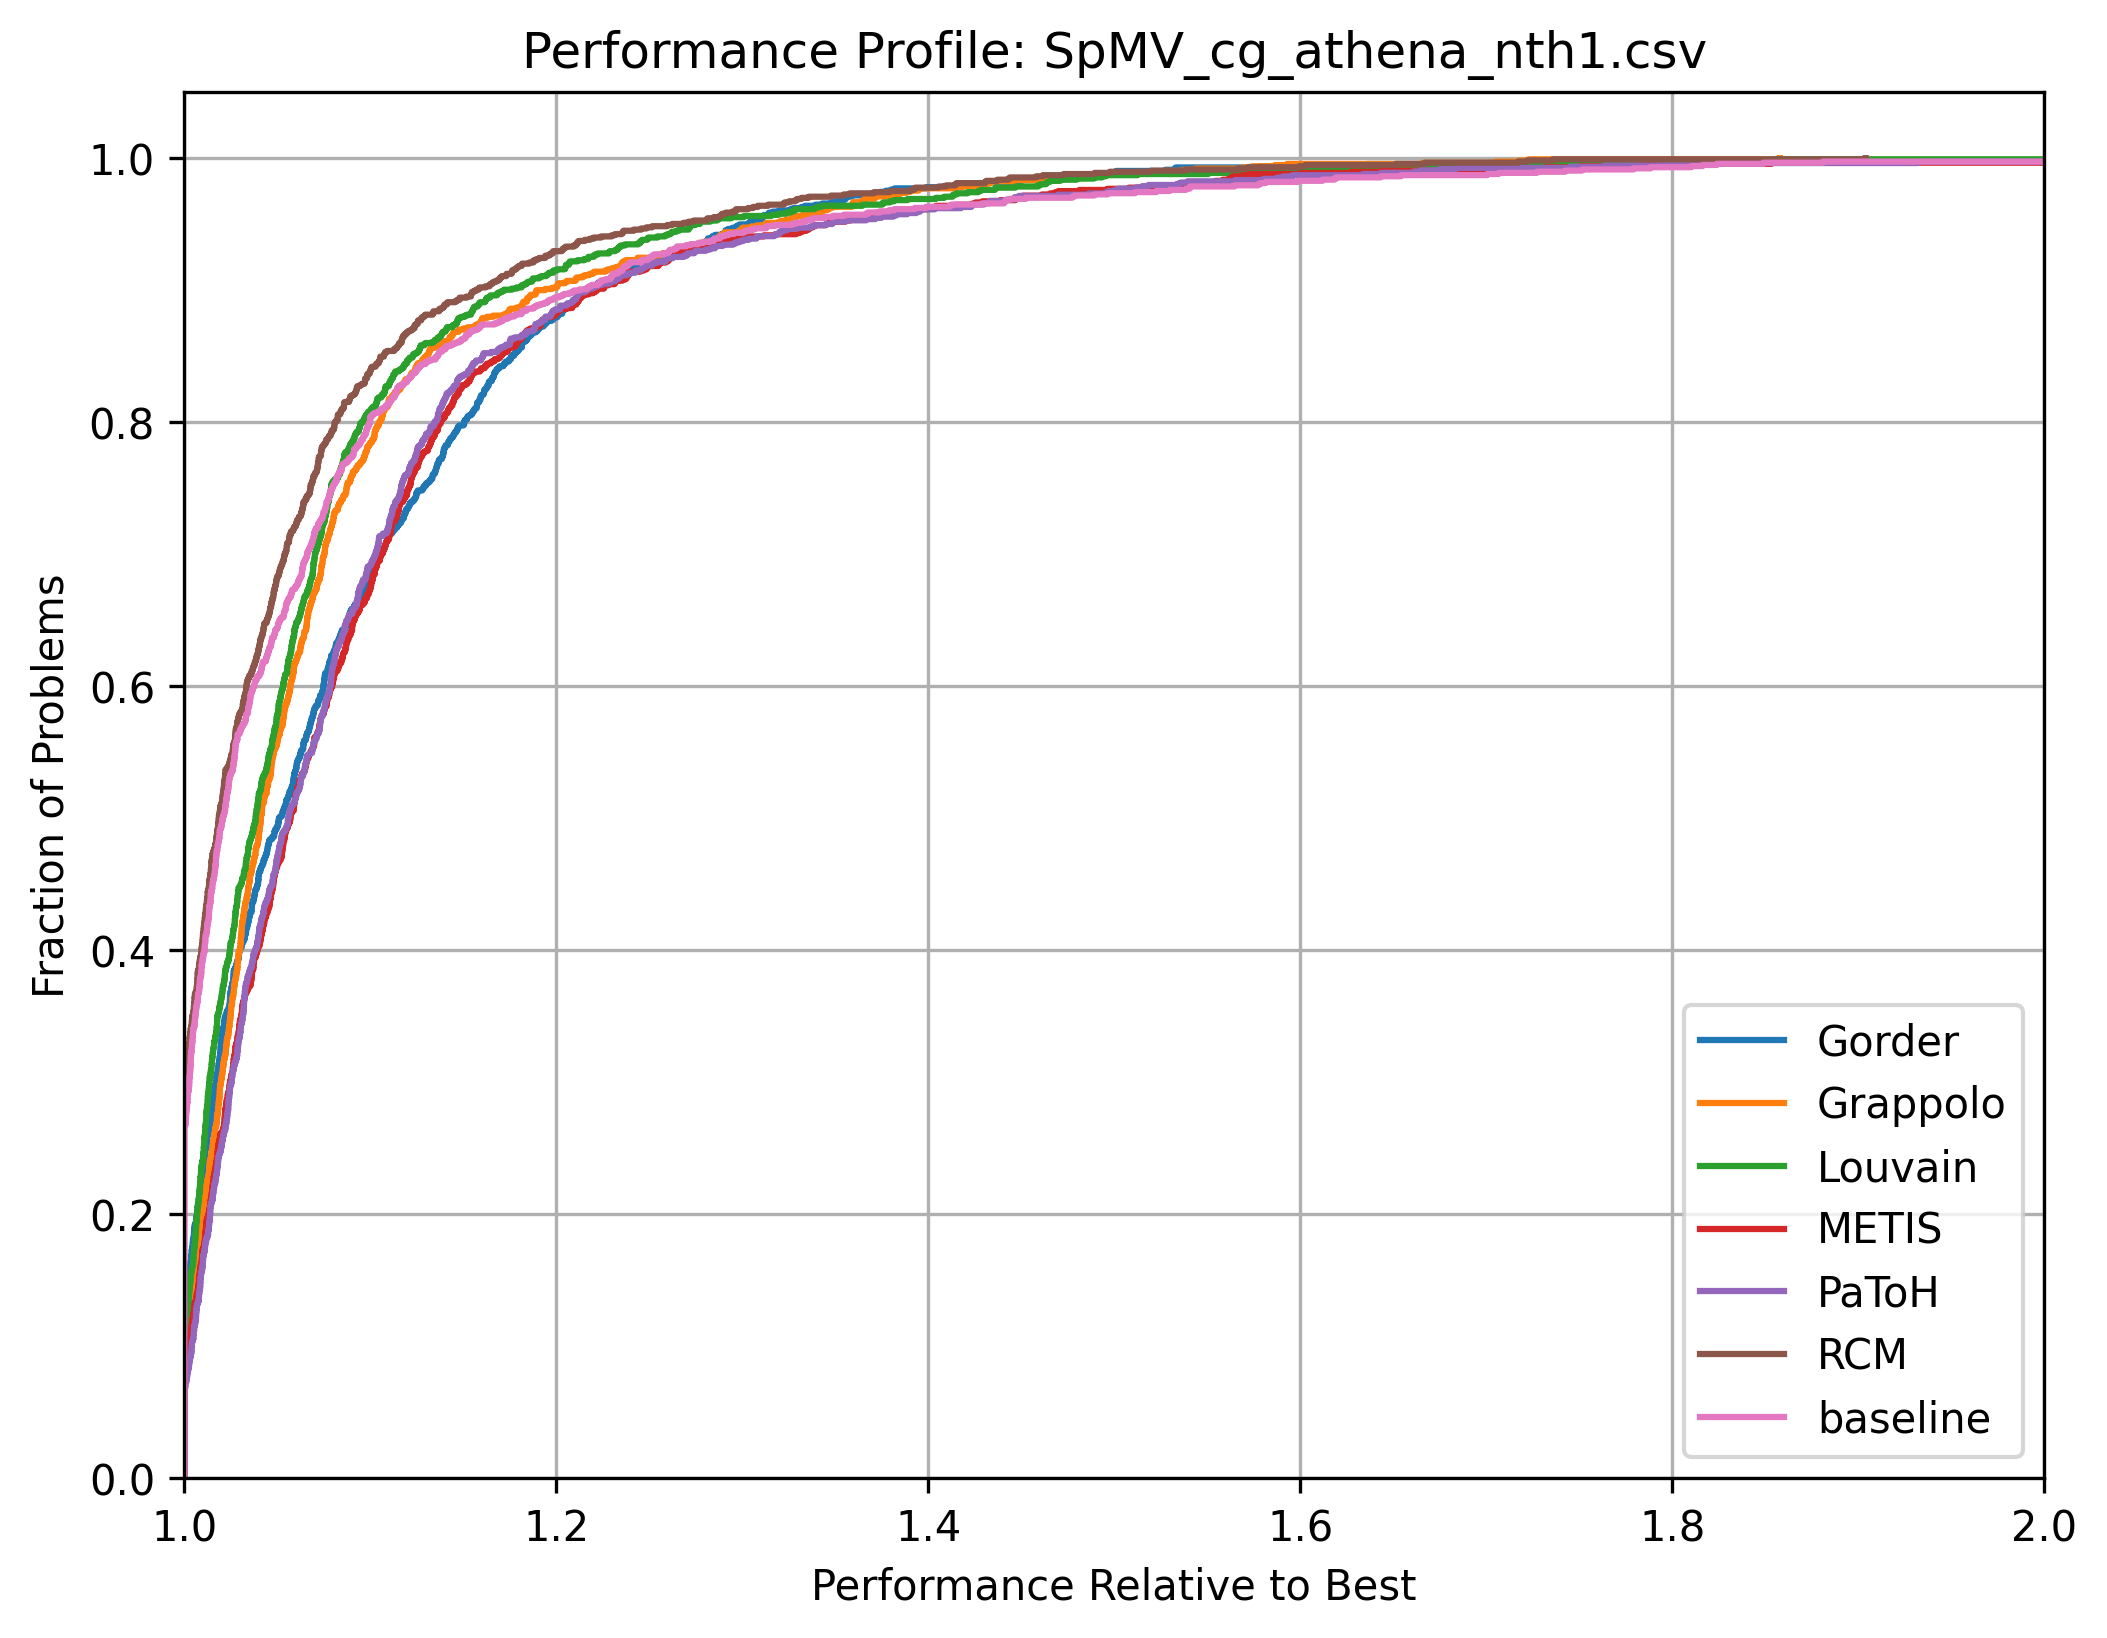 Performance Profile: SpMV_cg_athena_nth1.csv
Fraction of Problems
1.0
0.8
0.6
0.4
0.2
0.0
Gorder
Grappolo
Louvain
METIS
PaToH
RCM
baseline
1.0 1.2 1.4 1.6 1.8 2.0
Performance Relative to Best